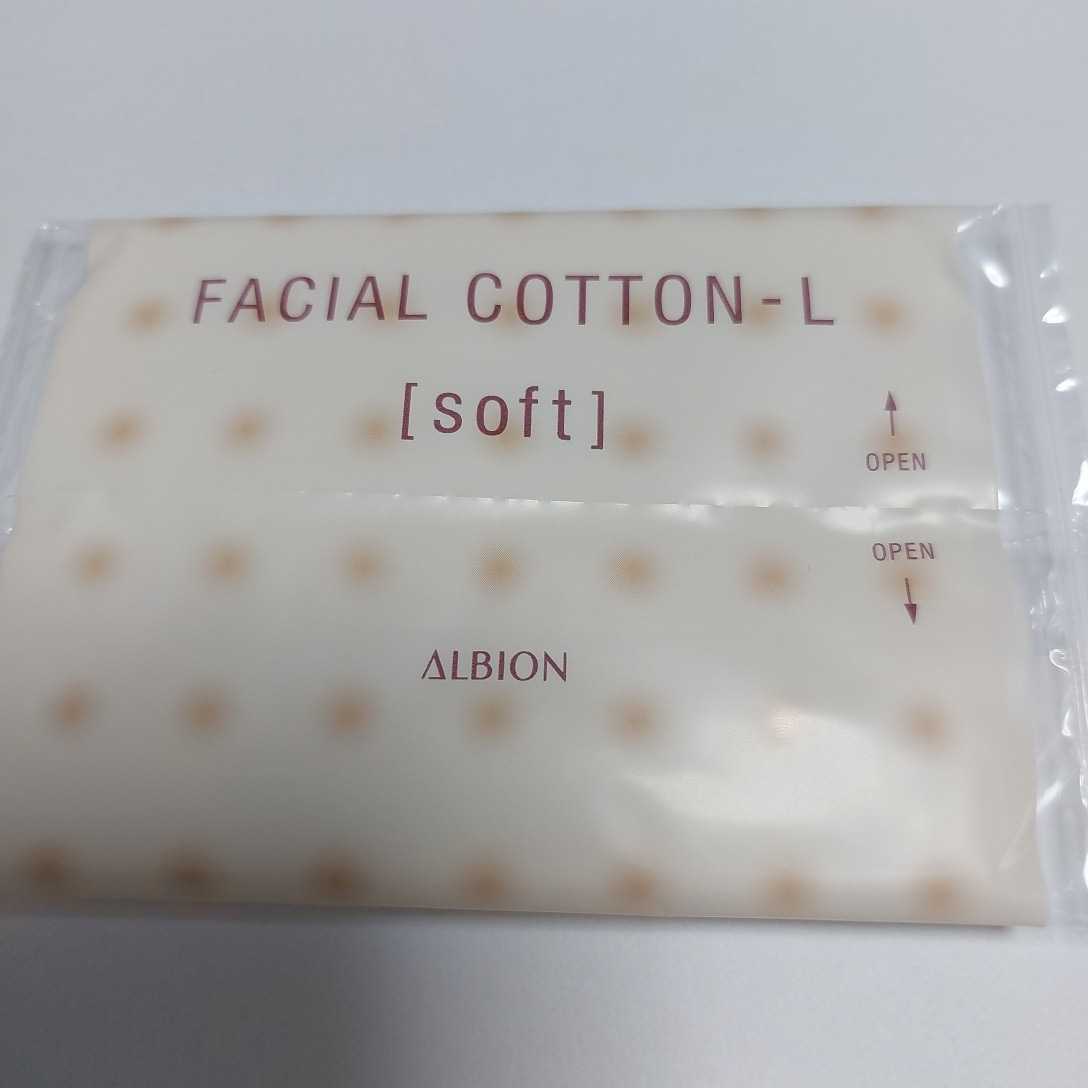 FACIAL COTTON-L
[soft]
OPEN
OPEN
ALBION